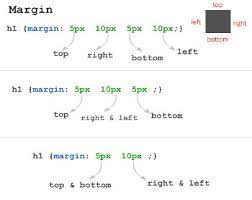 Margin
top
left
right
bottom
h1 {margin: 5px 10px 5px 10px;}
top
right
bottom
left
h1 {margin: 5px 10px 5px ;}
top
right & left
bottom
h1 {margin: 5px 10px ;}
top & bottom
right & left